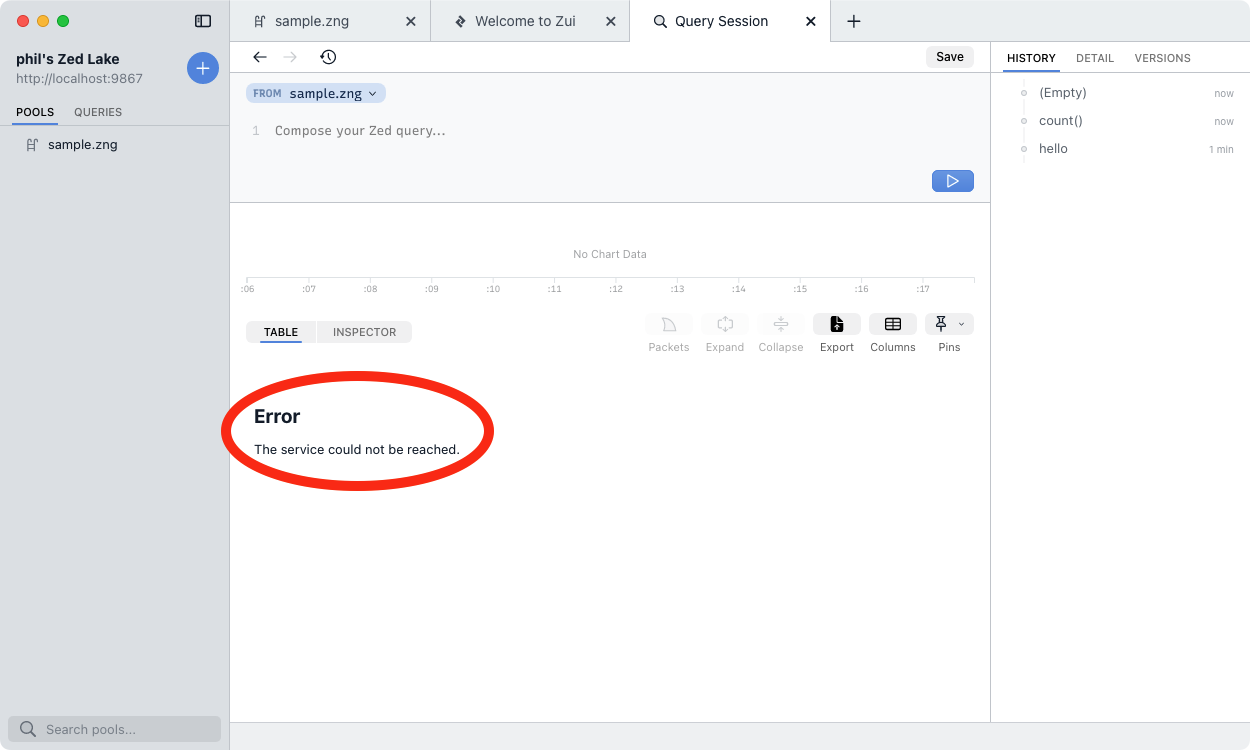 sample.zng
Welcome to Zui
Query Session
phil's Zed Lake
http://localhost:9867
POOLS QUERIES
sample.zng
Search pools...
Save
FROM sample.zng
1 Compose your Zed query...
No Chart Data
:06 :07 :08 :09 :10 :11 :12 :13 :14 :15 :16 :17
TABLE INSPECTOR
Packets Expand Collapse Export Columns Pins
Error
The service could not be reached.
HISTORY DETAIL VERSIONS
(Empty) now
count() now
hello 1 min